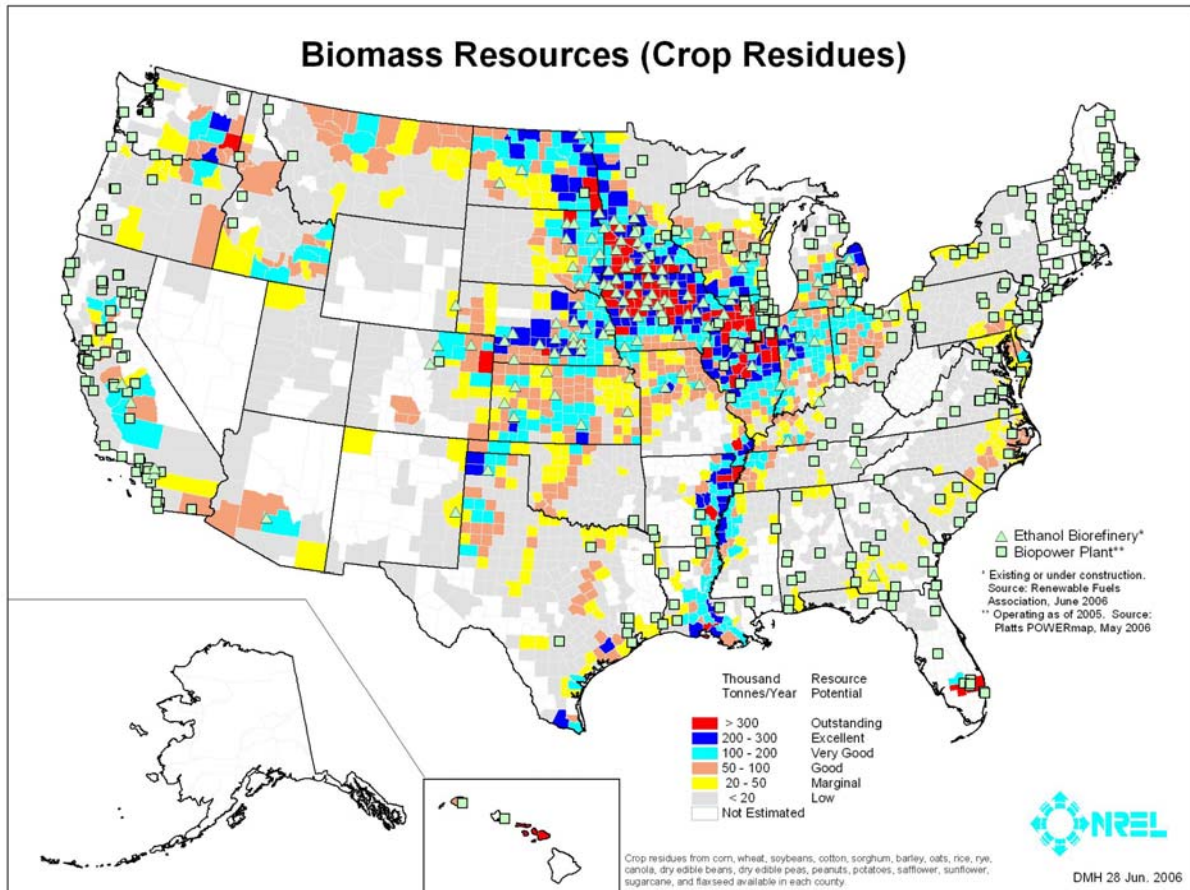 Biomass Resources (Crop Residues)
Ethanol Biorefinery*
Biopower Plant**
* Existing or under construction.
Source: Renewable Fuels
Association, June 2006
** Operating as of 2005. Source:
Platts POWERmap, May 2006
Thousand Resource
Tonnes/Year Potential
> 300 Outstanding
200 - 300 Excellent
100 - 200 Very Good
50 - 100 Good
20 - 50 Marginal
< 20 Low
Not Estimated
Crop residues from corn, wheat, soybeans, cotton, sorghum, barley, oats, rice, rye,
canola, dry edible beans, dry edible peas, peanuts, potatoes, safflower, sunflower,
sugarcane, and flaxseed available in each county.
NREL
DMH 28 Jun. 2006